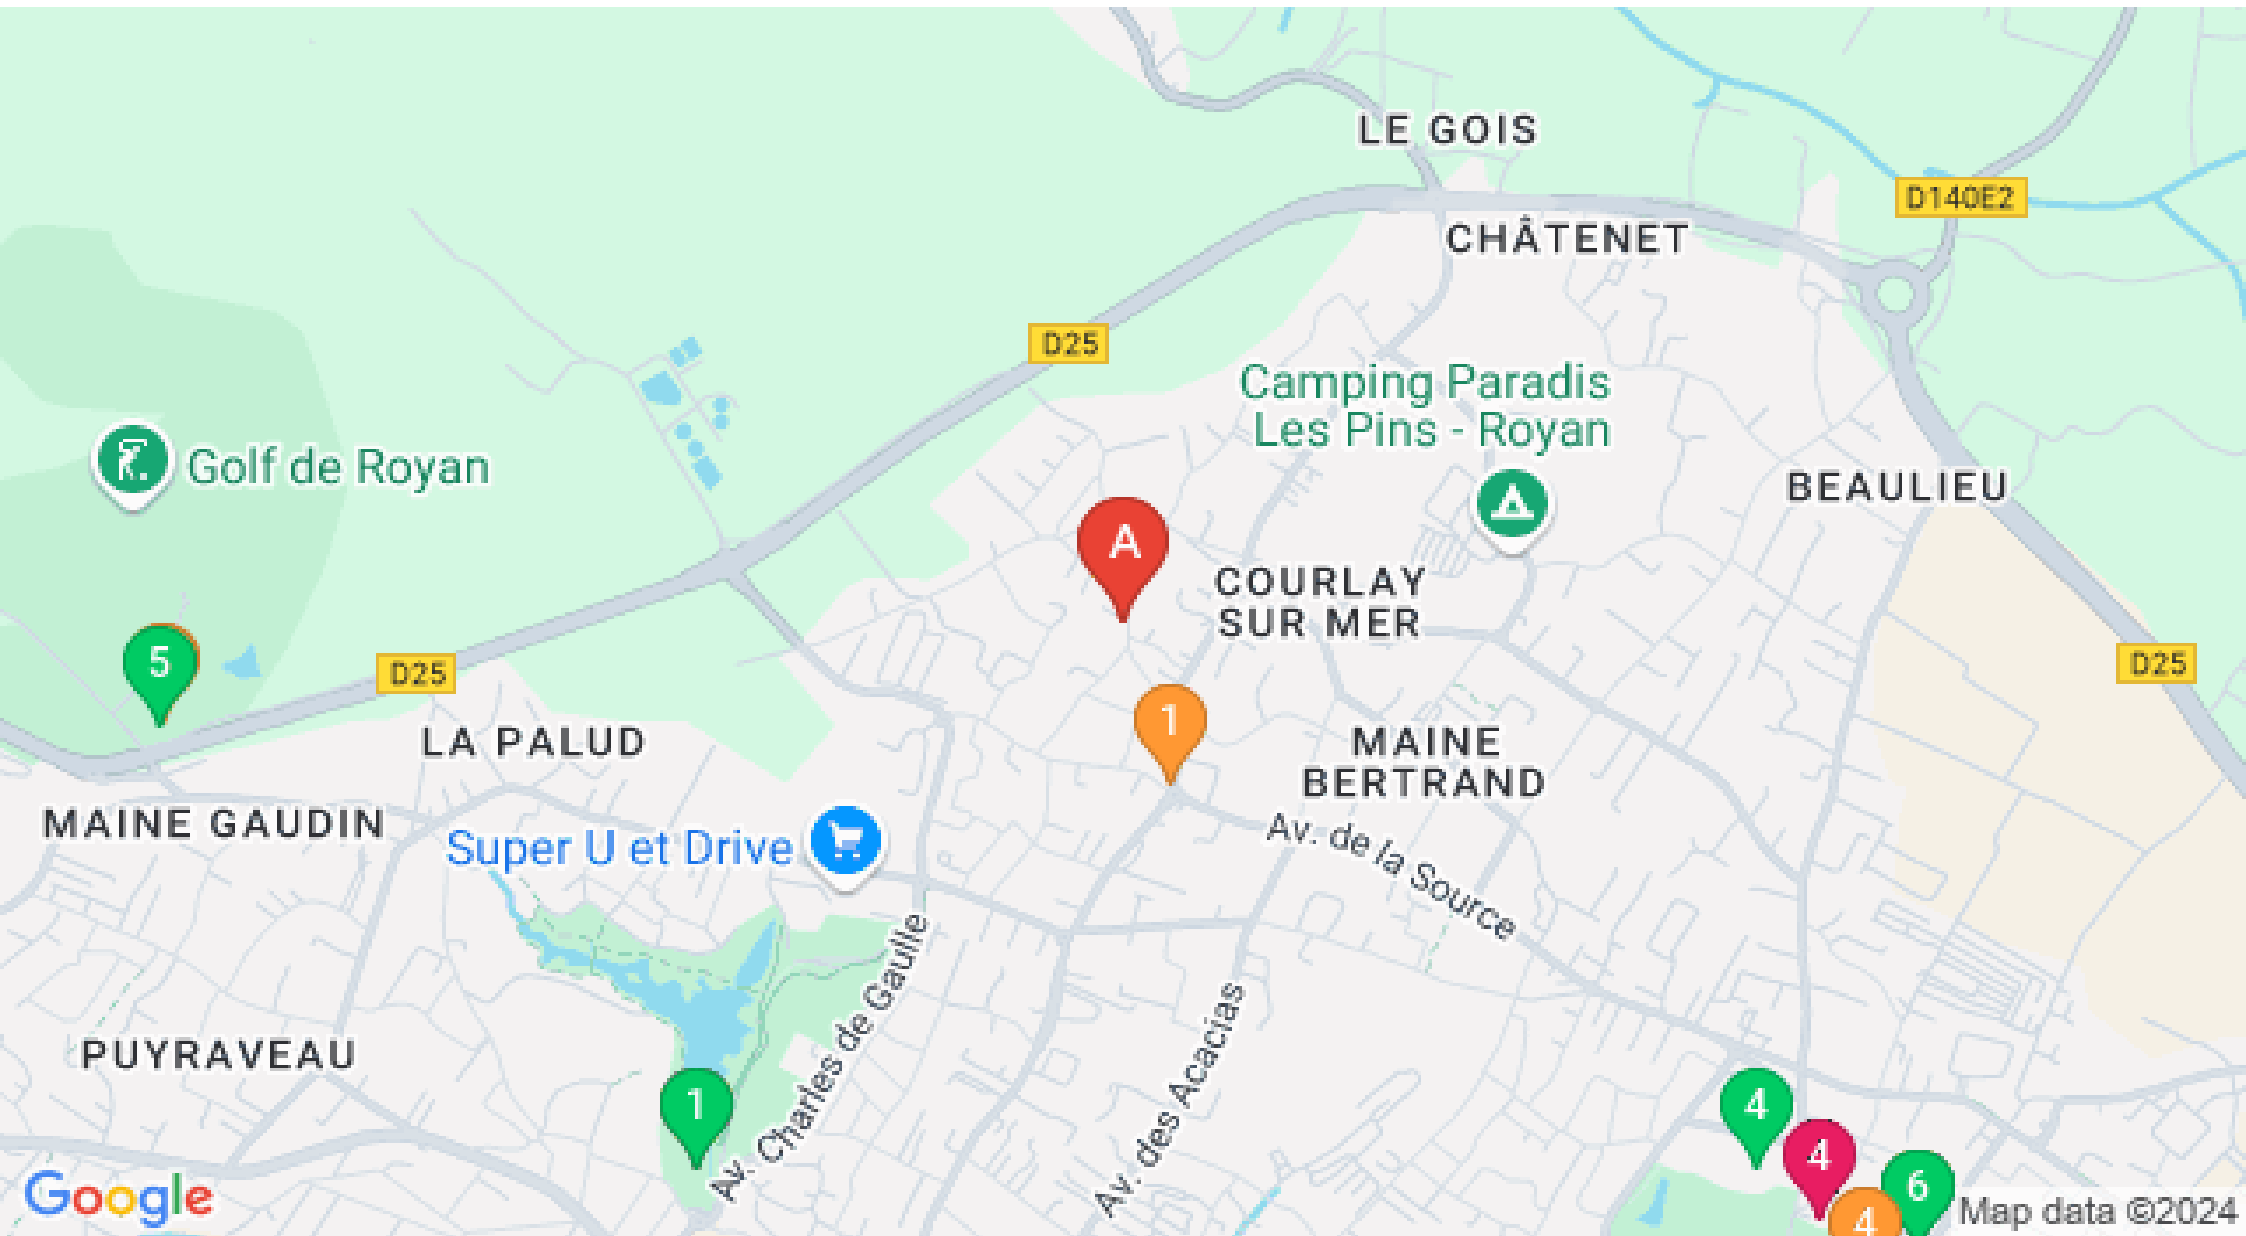 LE GOIS
D140E2
CHÂTENET
D25
Camping Paradis
Les Pins - Royan
Golf de Royan
BEAULIEU
A
COURLAY
SUR MER
5
D25
D25
1
LA PALUD
MAINE
BERTRAND
MAINE GAUDIN
Super U et Drive
Av. de la Source
Av. Charles de Gaulle
Av. des Acacias
PUYRAVEAU
1
4
4
6
4
Google
Map data ©2024